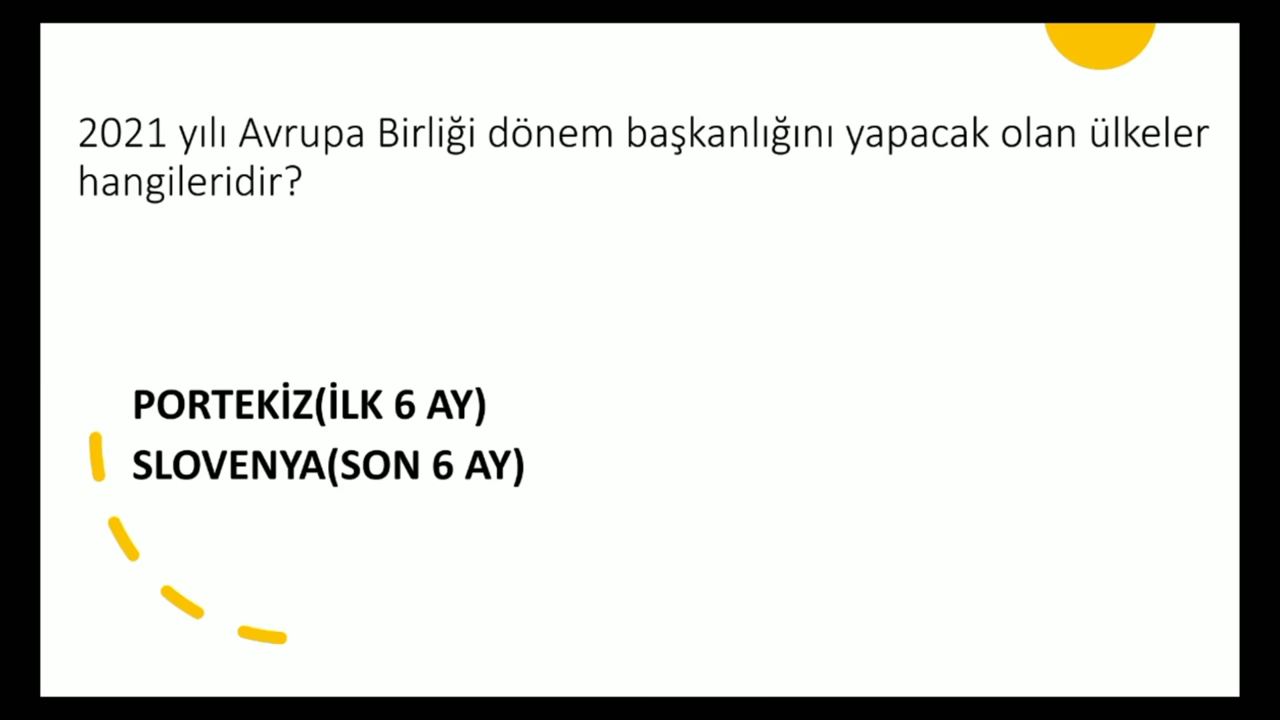 2021 yılı Avrupa Birliği dönem başkanlığını yapacak olan ülkeler
hangileridir?
PORTEKİZ(İLK 6 AY)
SLOVENYA(SON 6 AY)